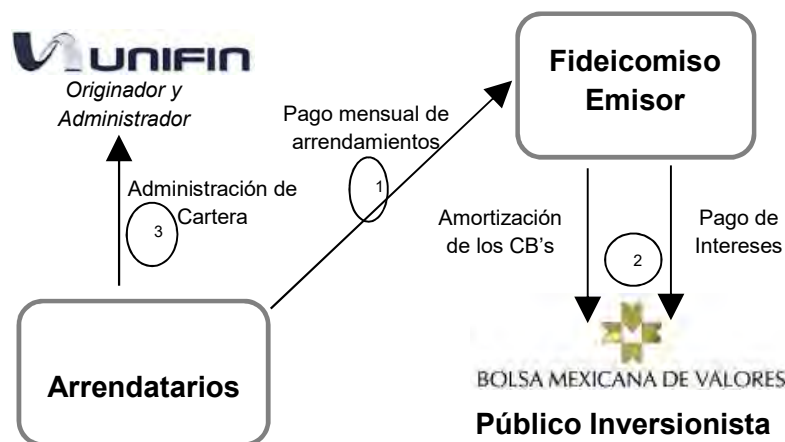 UNIFIN
Originador y
Administrador
Fideicomiso
Emisor
Pago mensual de
arrendamientos
1
Administración de
Cartera
3
Amortización
de los CB's
2
Pago de
Intereses
Arrendatarios
BOLSA MEXICANA DE VALORES
Público Inversionista